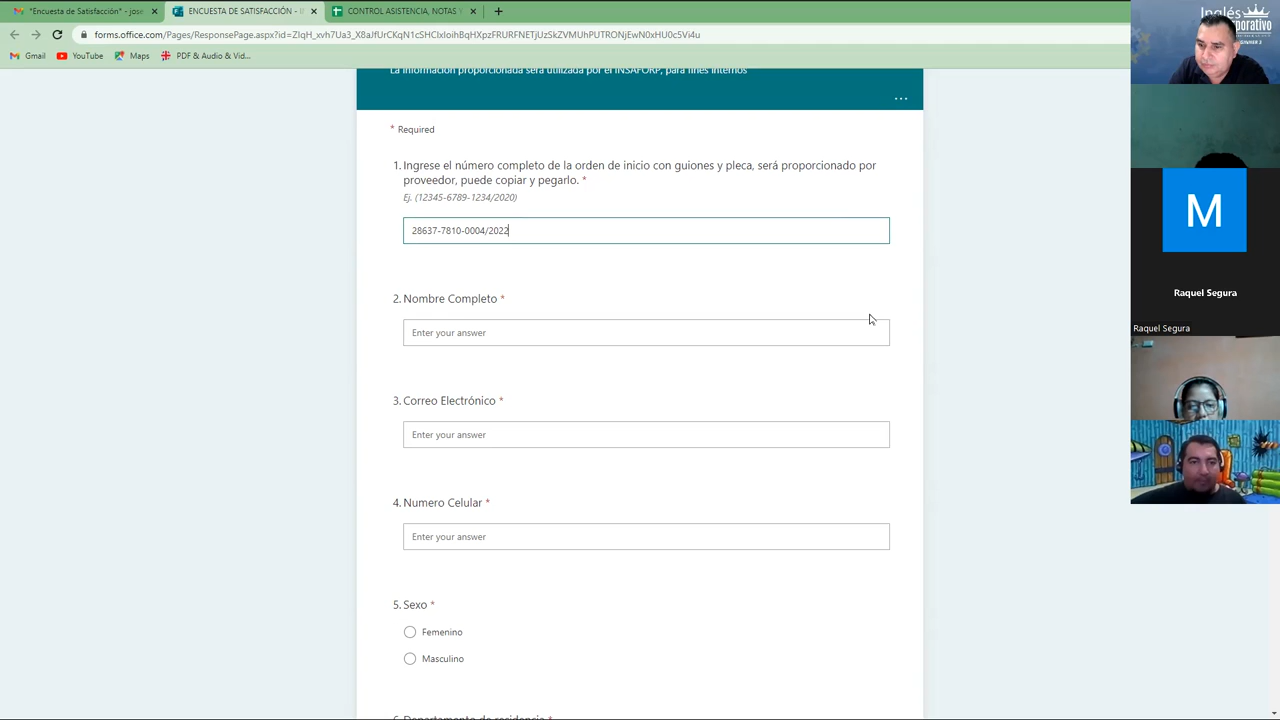 "Encuesta de Satisfacción" - jose
ENCUESTA DE SATISFACCIÓN - I
CONTROL ASISTENCIA, NOTAS Y
forms.office.com/Pages/ResponsePage.aspx?id=
Gmail
YouTube
Maps
PDF & Audio & Vid...
La información proporcionada será utilizada por el INSAFORP, para fines internos
* Required
1. Ingrese el número completo de la orden de inicio con guiones y pleca, será proporcionado por
proveedor, puede copiar y pegarlo. *
Ej. (12345-6789-1234/2020)
28637-7810-0004/2022
2. Nombre Completo *
Enter your answer
3. Correo Electrónico *
Enter your answer
4. Numero Celular *
Enter your answer
5. Sexo *
Femenino
Masculino
6. Departamento de residencia *
Inglés
M
Raquel Segura
Raquel Segura